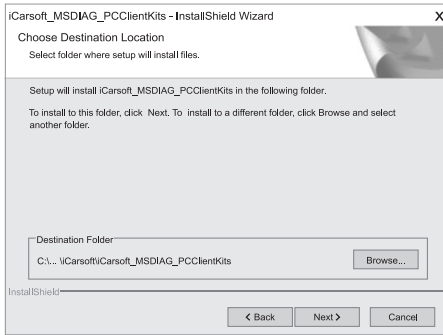 iCarsoft_MSDIAG_PCClientKits - InstallShield Wizard X
Choose Destination Location
Select folder where setup will install files.
Setup will install iCarsoft_MSDIAG_PCClientKits in the following folder.
To install to this folder, click Next. To install to a different folder, click Browse and select
another folder.
Destination Folder
C:\... \iCarsoft\iCarsoft_MSDIAG_PCClientKits Browse...
InstallShield
< Back Next > Cancel